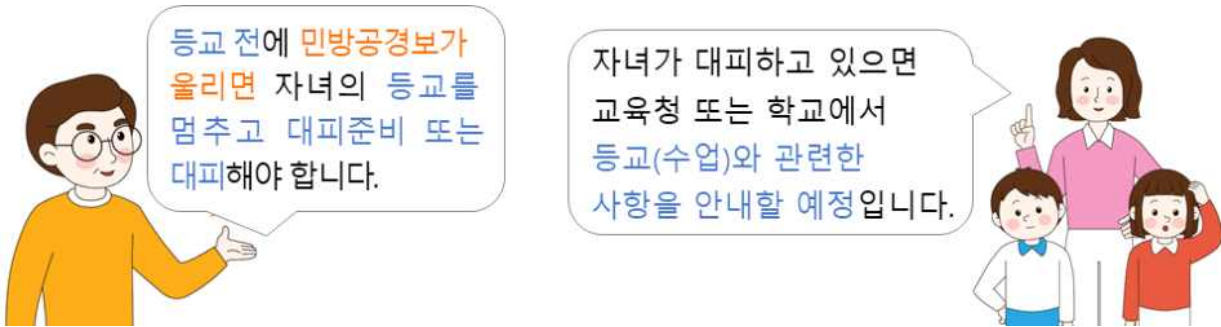 등교 전에 민방공경보가
울리면 자녀의 등교를
멈추고 대피준비 또는
대피해야 합니다.
자녀가 대피하고 있으면
교육청 또는 학교에서
등교(수업)와 관련한
사항을 안내할 예정입니다.